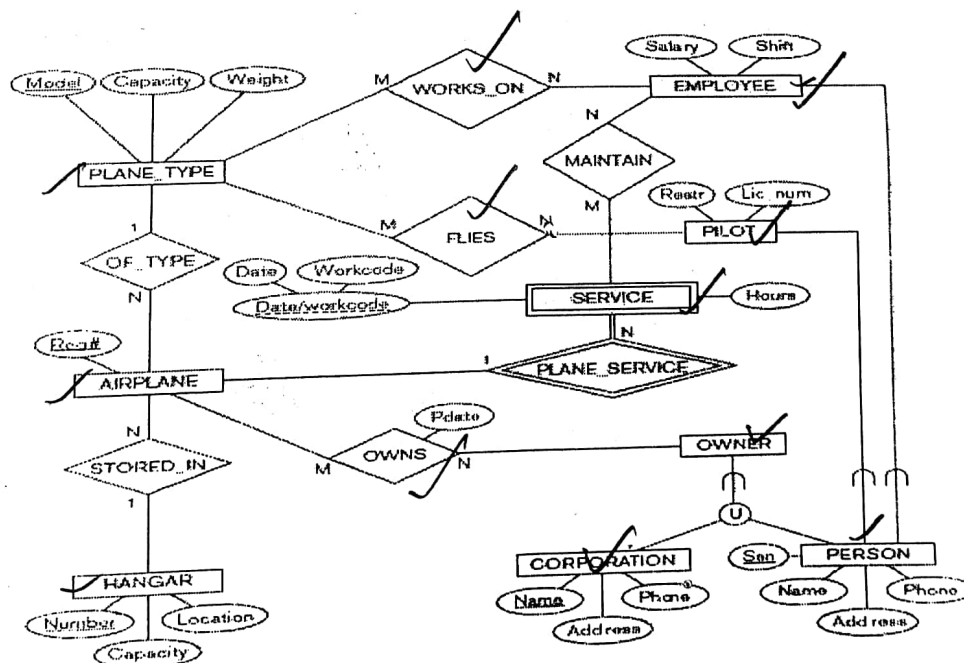 Salary Shift
Model Capacity Weight
M WORKS_ON N EMPLOYEE
N
MAINTAIN
PLANE_TYPE
M
Restr Lic_num
1 M FLIES N PILOT
OF_TYPE
Date Workcode
N Date/workcode SERVICE Hours
Reg#
N
AIRPLANE 1 PLANE_SERVICE
Pdate
N OWNS OWNER
M N
STORED_IN
1
U
CORPORATION Ssn PERSON
HANGAR
Name Phone Name Phone
Number Location
Address Address
Capacity